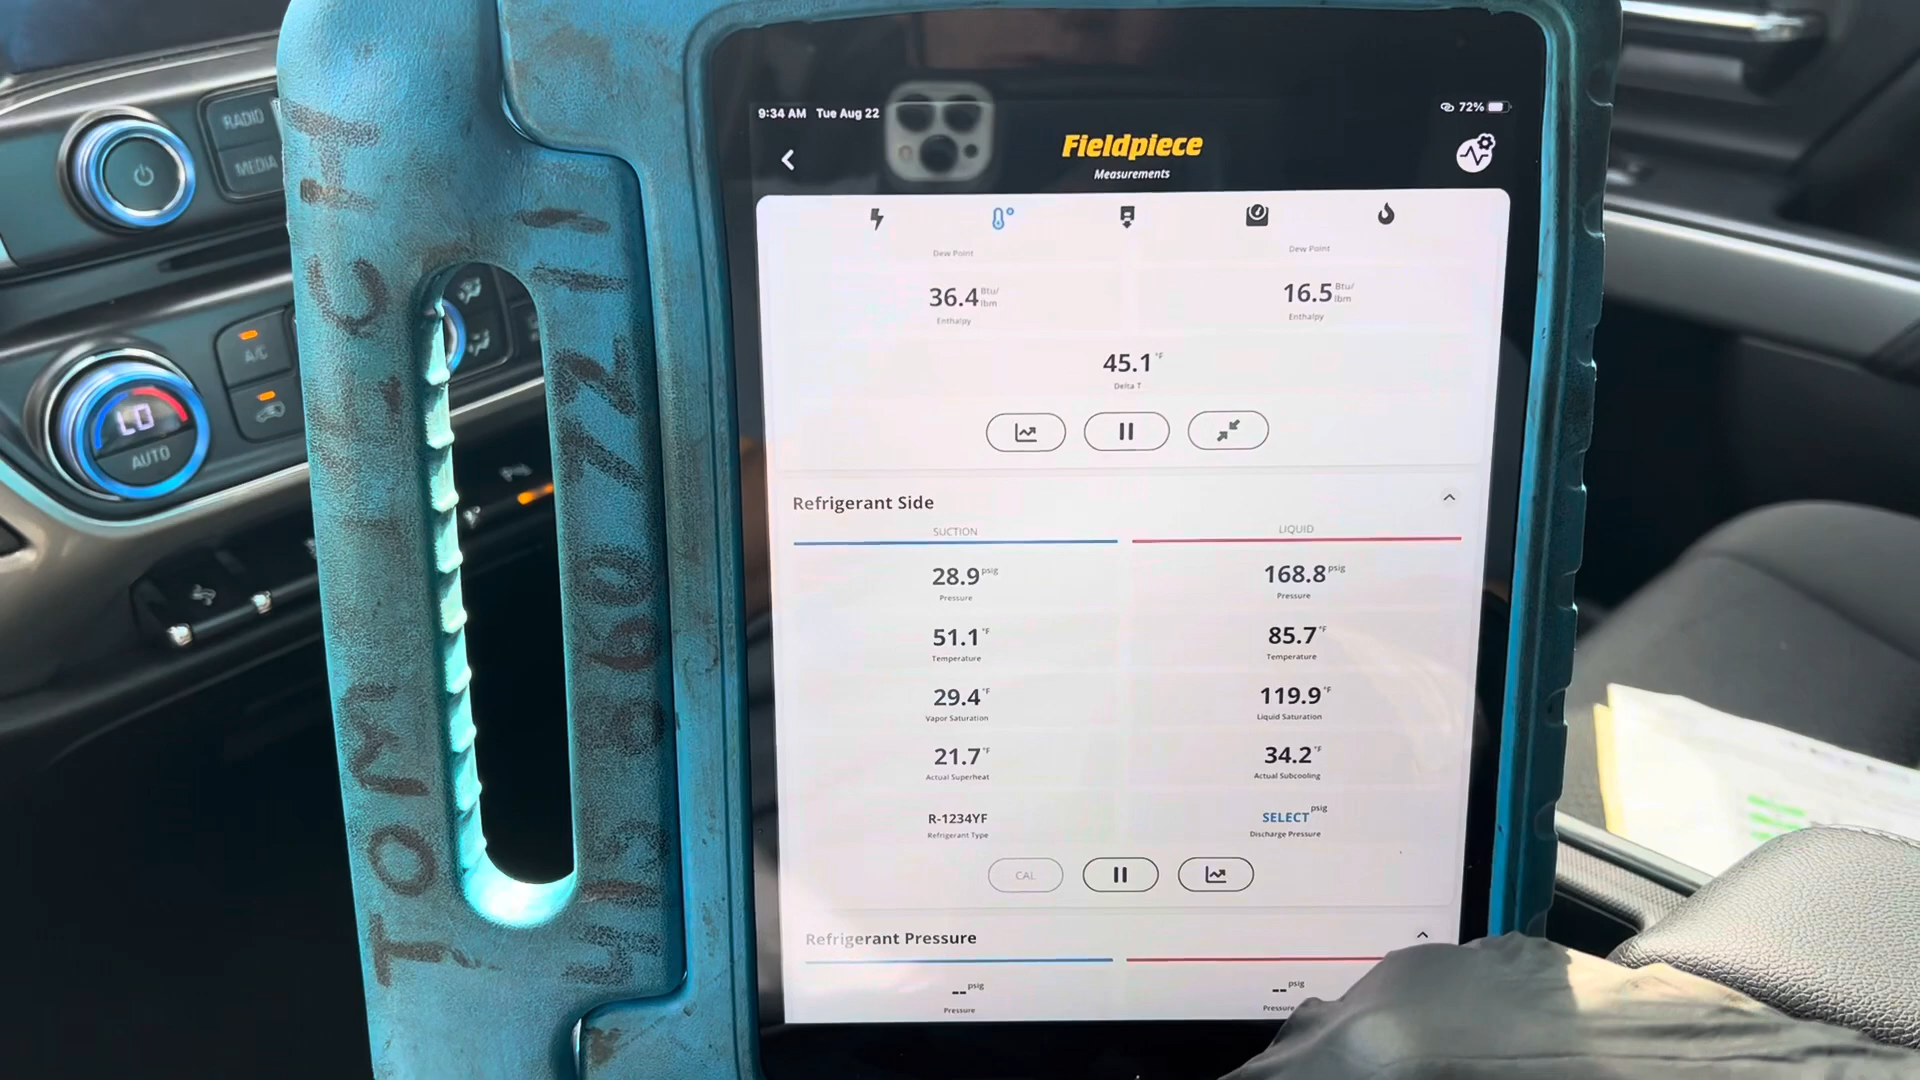 9:34 AM Tue Aug 22
72%
Fieldpiece
Measurements
Dew Point
Dew Point
36.4 Btu/lbm
Enthalpy
16.5 Btu/lbm
Enthalpy
45.1 °F
Delta T
Refrigerant Side
SUCTION
LIQUID
28.9 psig
Pressure
168.8 psig
Pressure
51.1 °F
Temperature
85.7 °F
Temperature
29.4 °F
Vapor Saturation
119.9 °F
Liquid Saturation
21.7 °F
Actual Superheat
34.2 °F
Actual Subcooling
R-1234YF
Refrigerant Type
SELECT psig
Discharge Pressure
CAL
Refrigerant Pressure
-- psig
Pressure
-- psig
Pressure
RADIO
MEDIA
A/C
LO
AUTO
TOM TECH